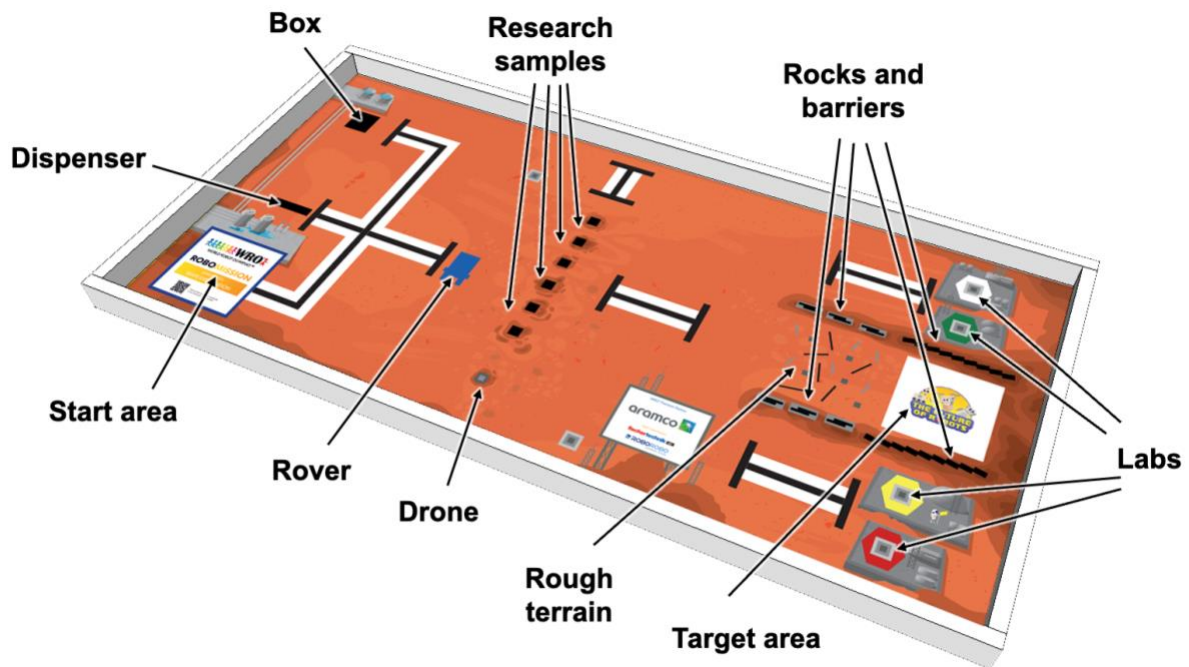 Box
Research
samples
Rocks and
barriers
Dispenser
WRO
ROBOMISSION
Start area
Rover
Drone
aramco
Labs
Rough
terrain
Target area